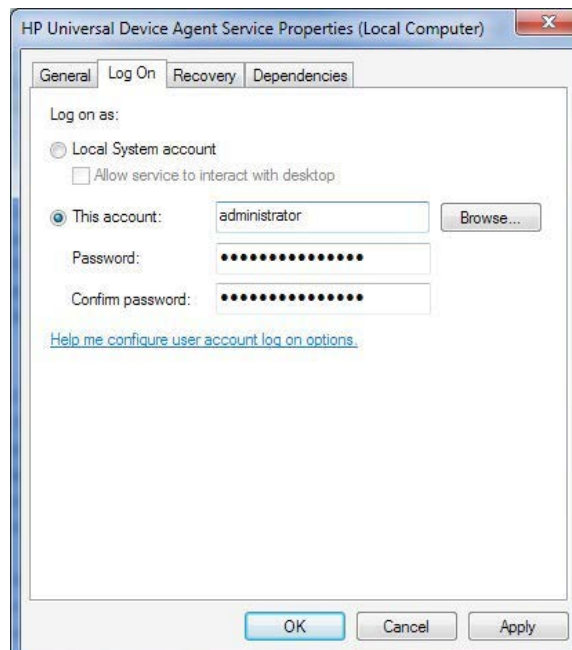 HP Universal Device Agent Service Properties (Local Computer)
General Log On Recovery Dependencies
Log on as:
Local System account
Allow service to interact with desktop
This account: administrator Browse...
Password: •••••••••••••••
Confirm password: •••••••••••••••
Help me configure user account log on options.
OK Cancel Apply